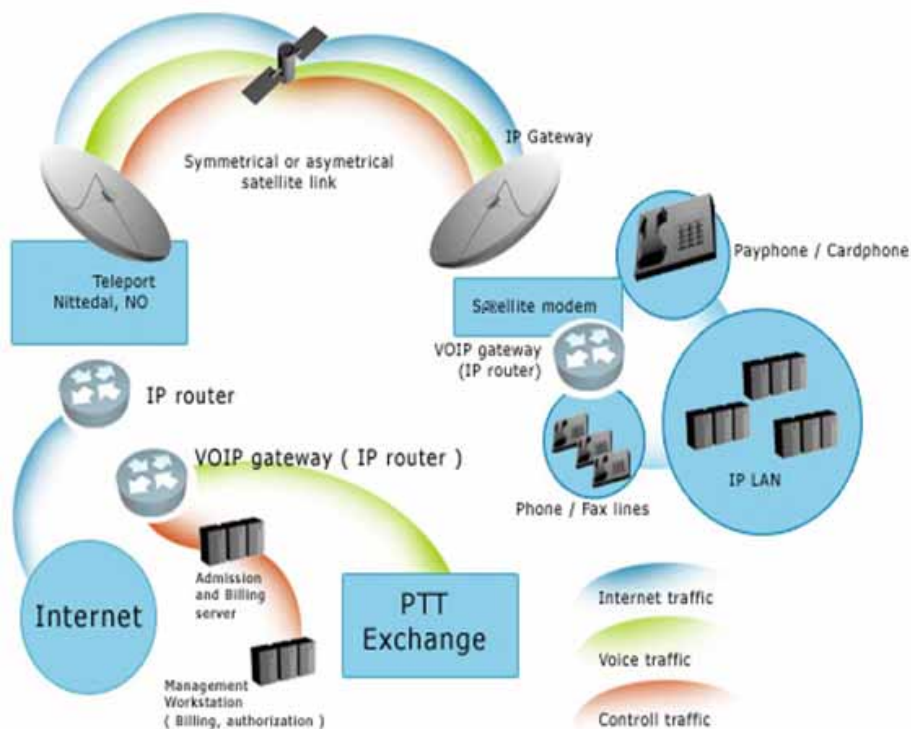 IP Gateway
Symmetrical or asymetrical
satellite link
Payphone / Cardphone
Teleport
Nittedal, NO
Satellite modem
VOIP gateway
(IP router)
IP router
VOIP gateway ( IP router )
IP LAN
Phone / Fax lines
Admission
and Billing
server
Internet
PTT
Exchange
Internet traffic
Voice traffic
Management
Workstation
( Billing, authorization )
Controll traffic